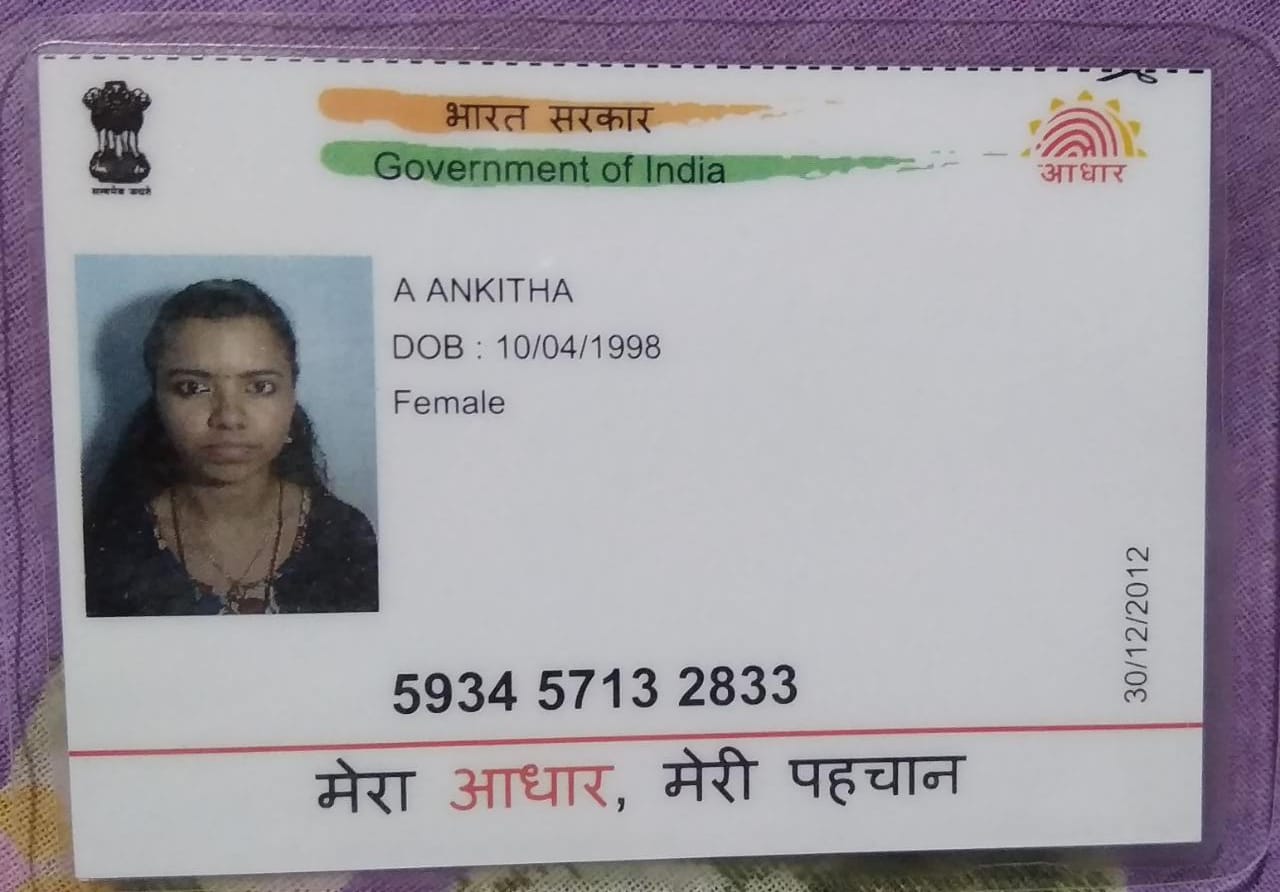 भारत सरकार
Government of India
आधार
सत्यमेव जयते
A ANKITHA
DOB : 10/04/1998
Female
30/12/2012
5934 5713 2833
मेरा आधार, मेरी पहचान